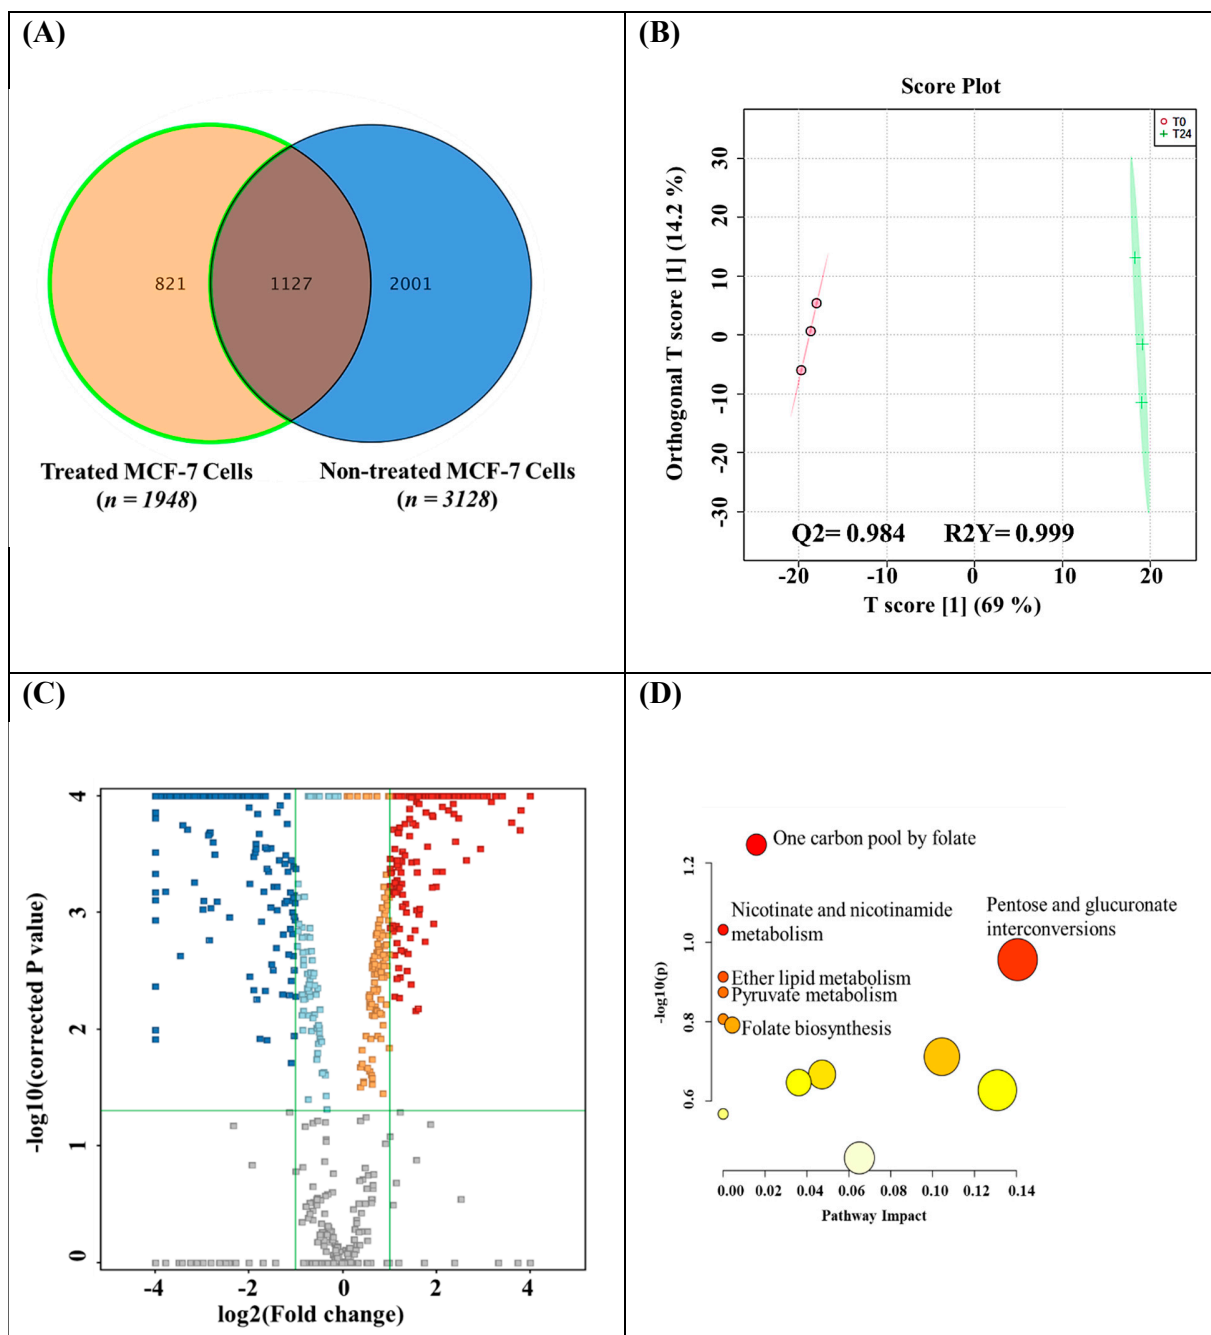 (A)
821
1127
2001
Treated MCF-7 Cells
(n = 1948)
Non-treated MCF-7 Cells
(n = 3128)
(B)
Score Plot
T0
T24
Orthogonal T score [1] (14.2 %)
30
20
10
0
-10
-20
-30
Q2= 0.984
R2Y= 0.999
-20
-10
0
10
20
T score [1] (69 %)
(C)
-log10(corrected P value)
4
3
2
1
0
-4
-2
0
2
4
log2(Fold change)
(D)
One carbon pool by folate
Nicotinate and nicotinamide
metabolism
Pentose and glucuronate
interconversions
Ether lipid metabolism
Pyruvate metabolism
Folate biosynthesis
-log10(p)
1.2
1.0
0.8
0.6
0.00
0.02
0.04
0.06
0.08
0.10
0.12
0.14
Pathway Impact